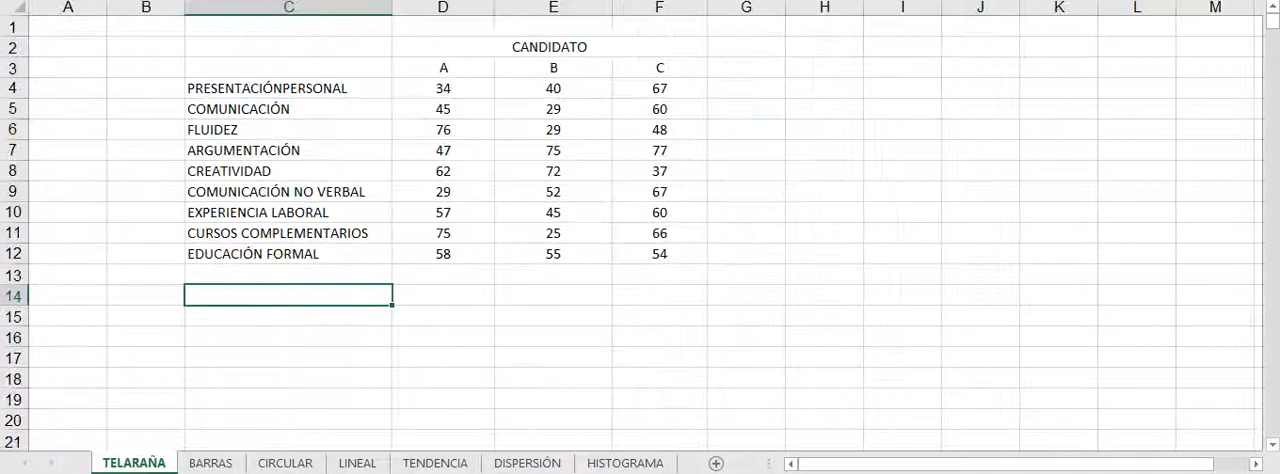 A B C D E F G H I J K L M
1
2 CANDIDATO
3 A B C
4 PRESENTACIÓNPERSONAL 34 40 67
5 COMUNICACIÓN 45 29 60
6 FLUIDEZ 76 29 48
7 ARGUMENTACIÓN 47 75 77
8 CREATIVIDAD 62 72 37
9 COMUNICACIÓN NO VERBAL 29 52 67
10 EXPERIENCIA LABORAL 57 45 60
11 CURSOS COMPLEMENTARIOS 75 25 66
12 EDUCACIÓN FORMAL 58 55 54
13
14
15
16
17
18
19
20
21
TELARAÑA BARRAS CIRCULAR LINEAL TENDENCIA DISPERSIÓN HISTOGRAMA